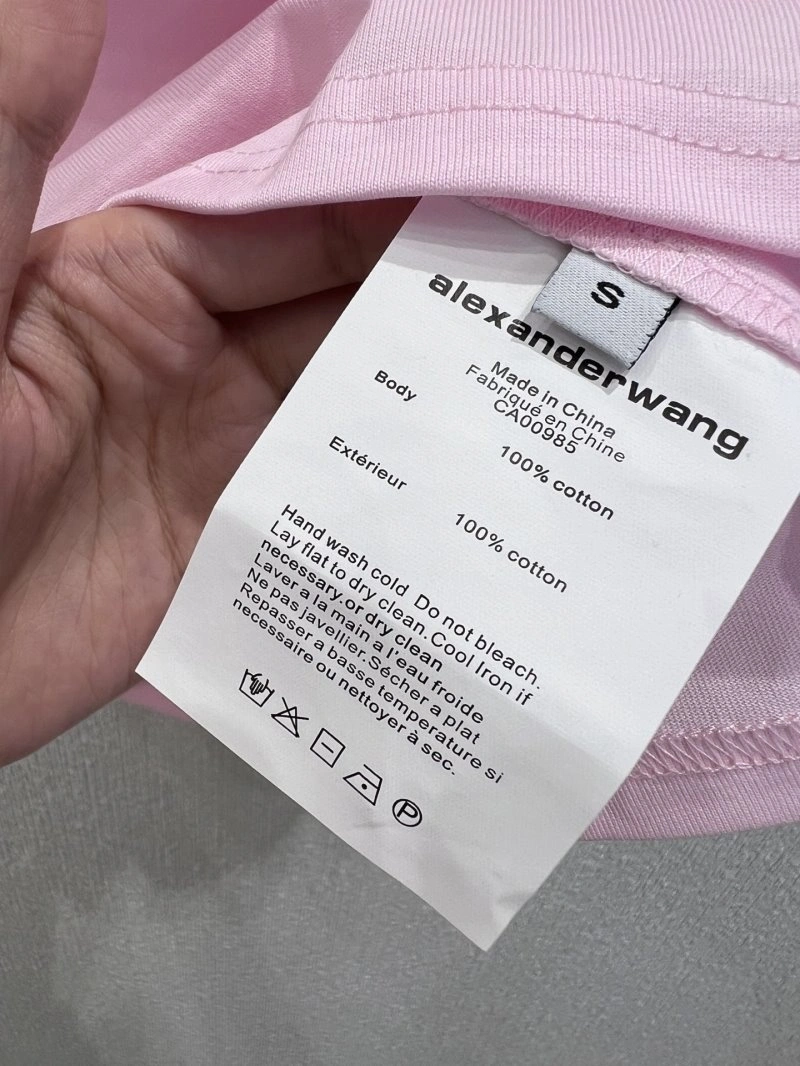 S
alexanderwang
Made in China
Fabriqué en Chine
CA00985
Body
100% cotton
Extérieur
100% cotton
Hand wash cold Do not bleach.
Lay flat to dry clean.Cool Iron if
necessary.or dry clean
Laver a la main à l'eau froide
Ne pas javellier.Sécher a plat
Repasser a basse temperature si
necessaire ou nettoyer à sec.
P